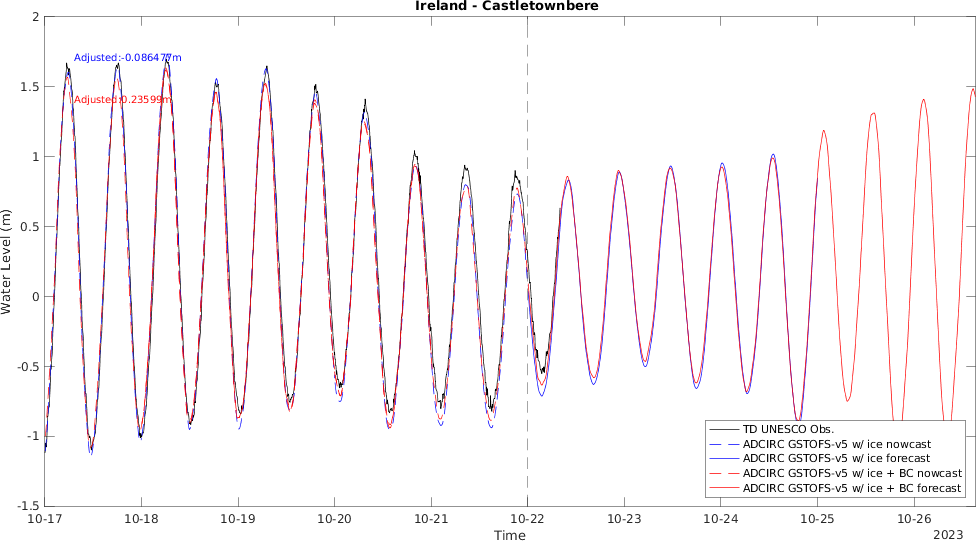 Ireland - Castletownbere
2
1.5
1
0.5
0
-0.5
-1
-1.5
Water Level (m)
Adjusted:-0.086477m
Adjusted:0.23599m
TD UNESCO Obs.
ADCIRC GSTOFS-v5 w/ ice nowcast
ADCIRC GSTOFS-v5 w/ ice forecast
ADCIRC GSTOFS-v5 w/ ice + BC nowcast
ADCIRC GSTOFS-v5 w/ ice + BC forecast
10-17 10-18 10-19 10-20 10-21 10-22 10-23 10-24 10-25 10-26
Time
2023